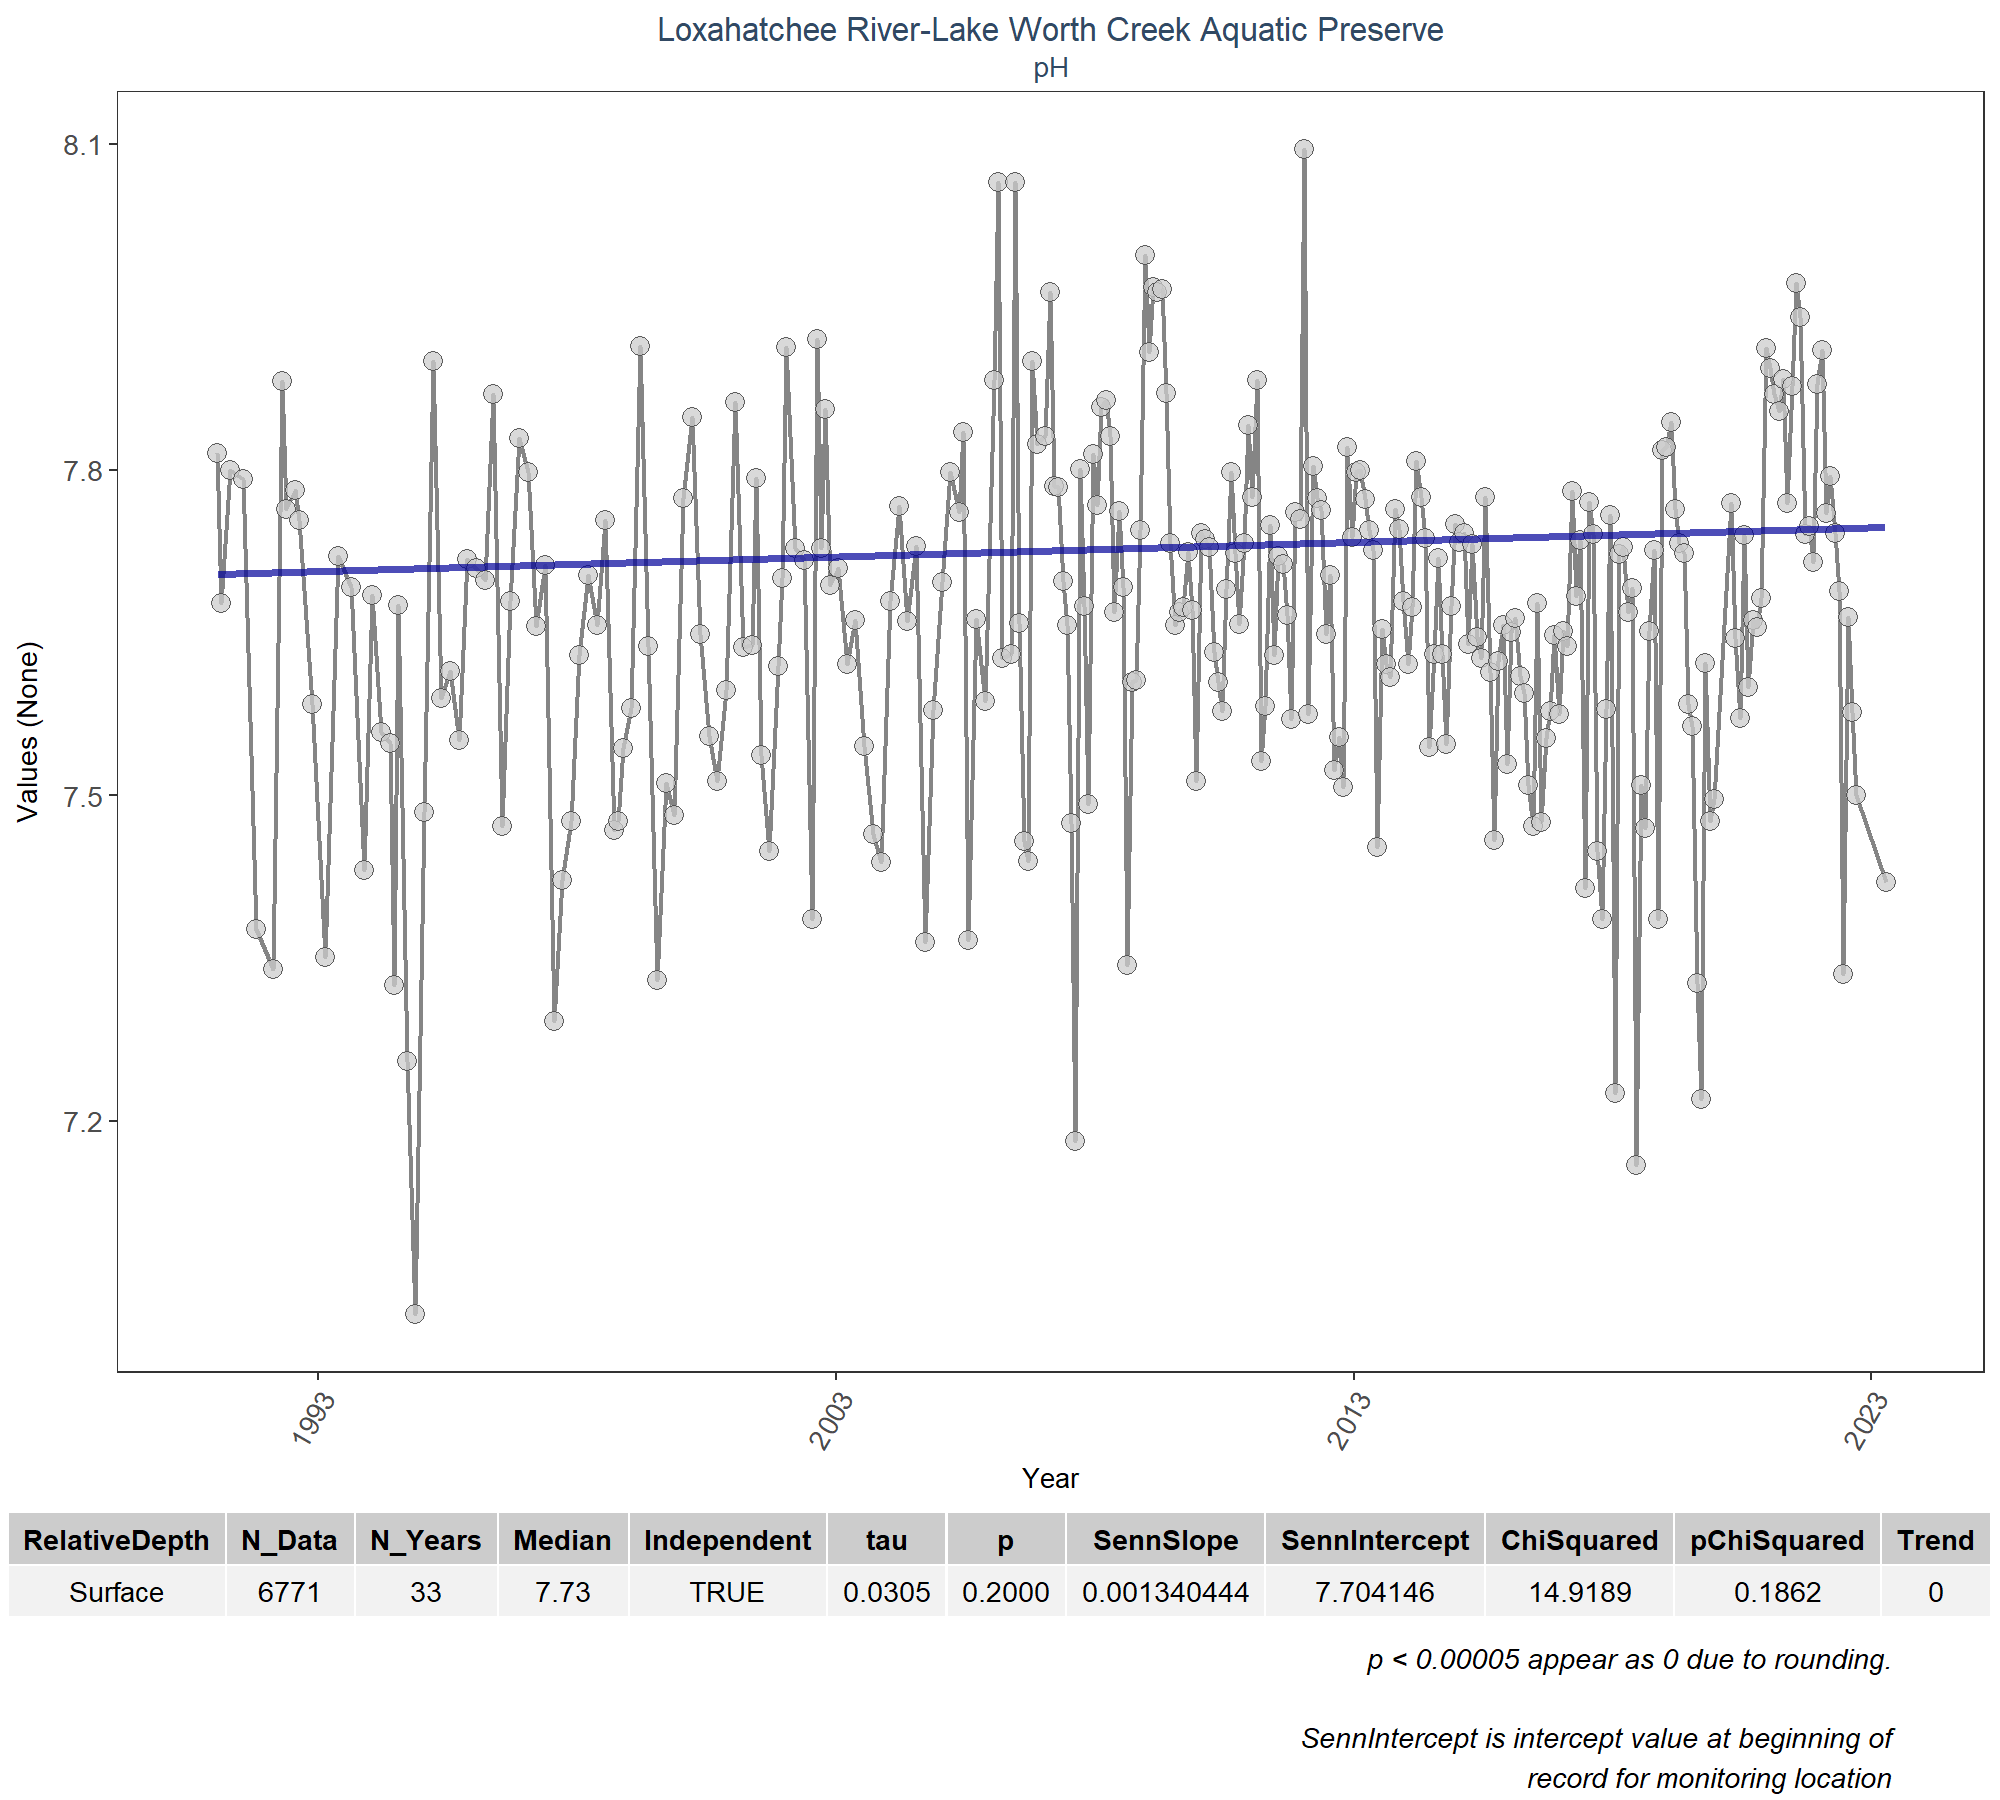 Loxahatchee River-Lake Worth Creek Aquatic Preserve
pH
8.1
7.8
7.5
7.2
Values (None)
1993
2003
2013
2023
Year
RelativeDepth N_Data N_Years Median Independent tau p SennSlope SennIntercept ChiSquared pChiSquared Trend
Surface 6771 33 7.73 TRUE 0.0305 0.2000 0.001340444 7.704146 14.9189 0.1862 0
p < 0.00005 appear as 0 due to rounding.
SennIntercept is intercept value at beginning of
record for monitoring location